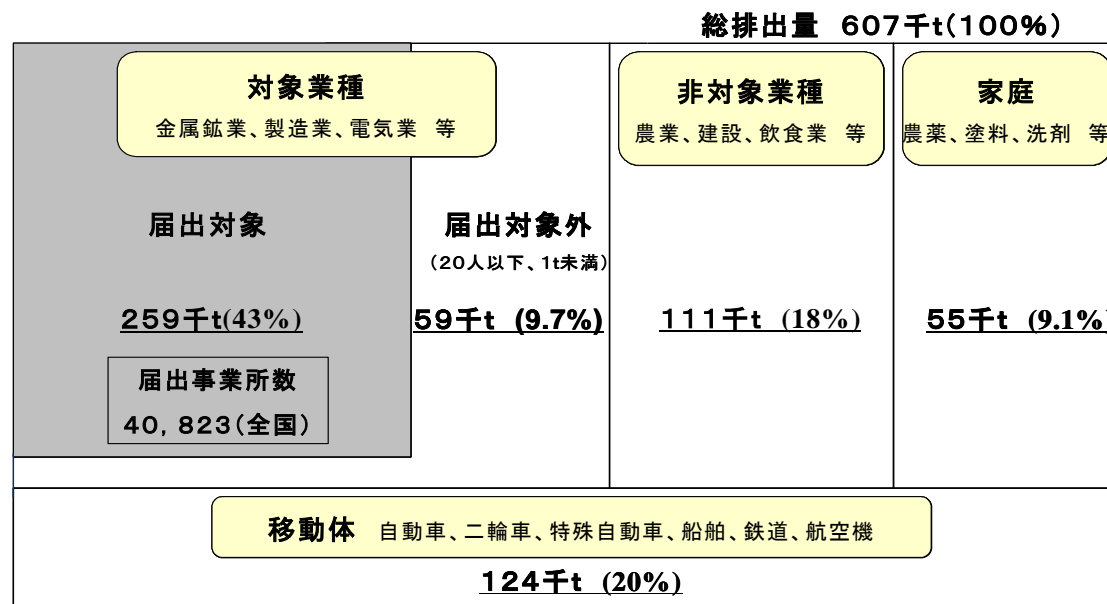 総排出量 607千t(100%)
対象業種
金属鉱業、製造業、電気業 等
非対象業種
農業、建設、飲食業 等
家庭
農薬、塗料、洗剤 等
届出対象
届出対象外
(20人以下、1t未満)
259千t(43%)
59千t (9.7%)
111千t (18%)
55千t (9.1%)
届出事業所数
40,823(全国)
移動体 自動車、二輪車、特殊自動車、船舶、鉄道、航空機
124千t (20%)